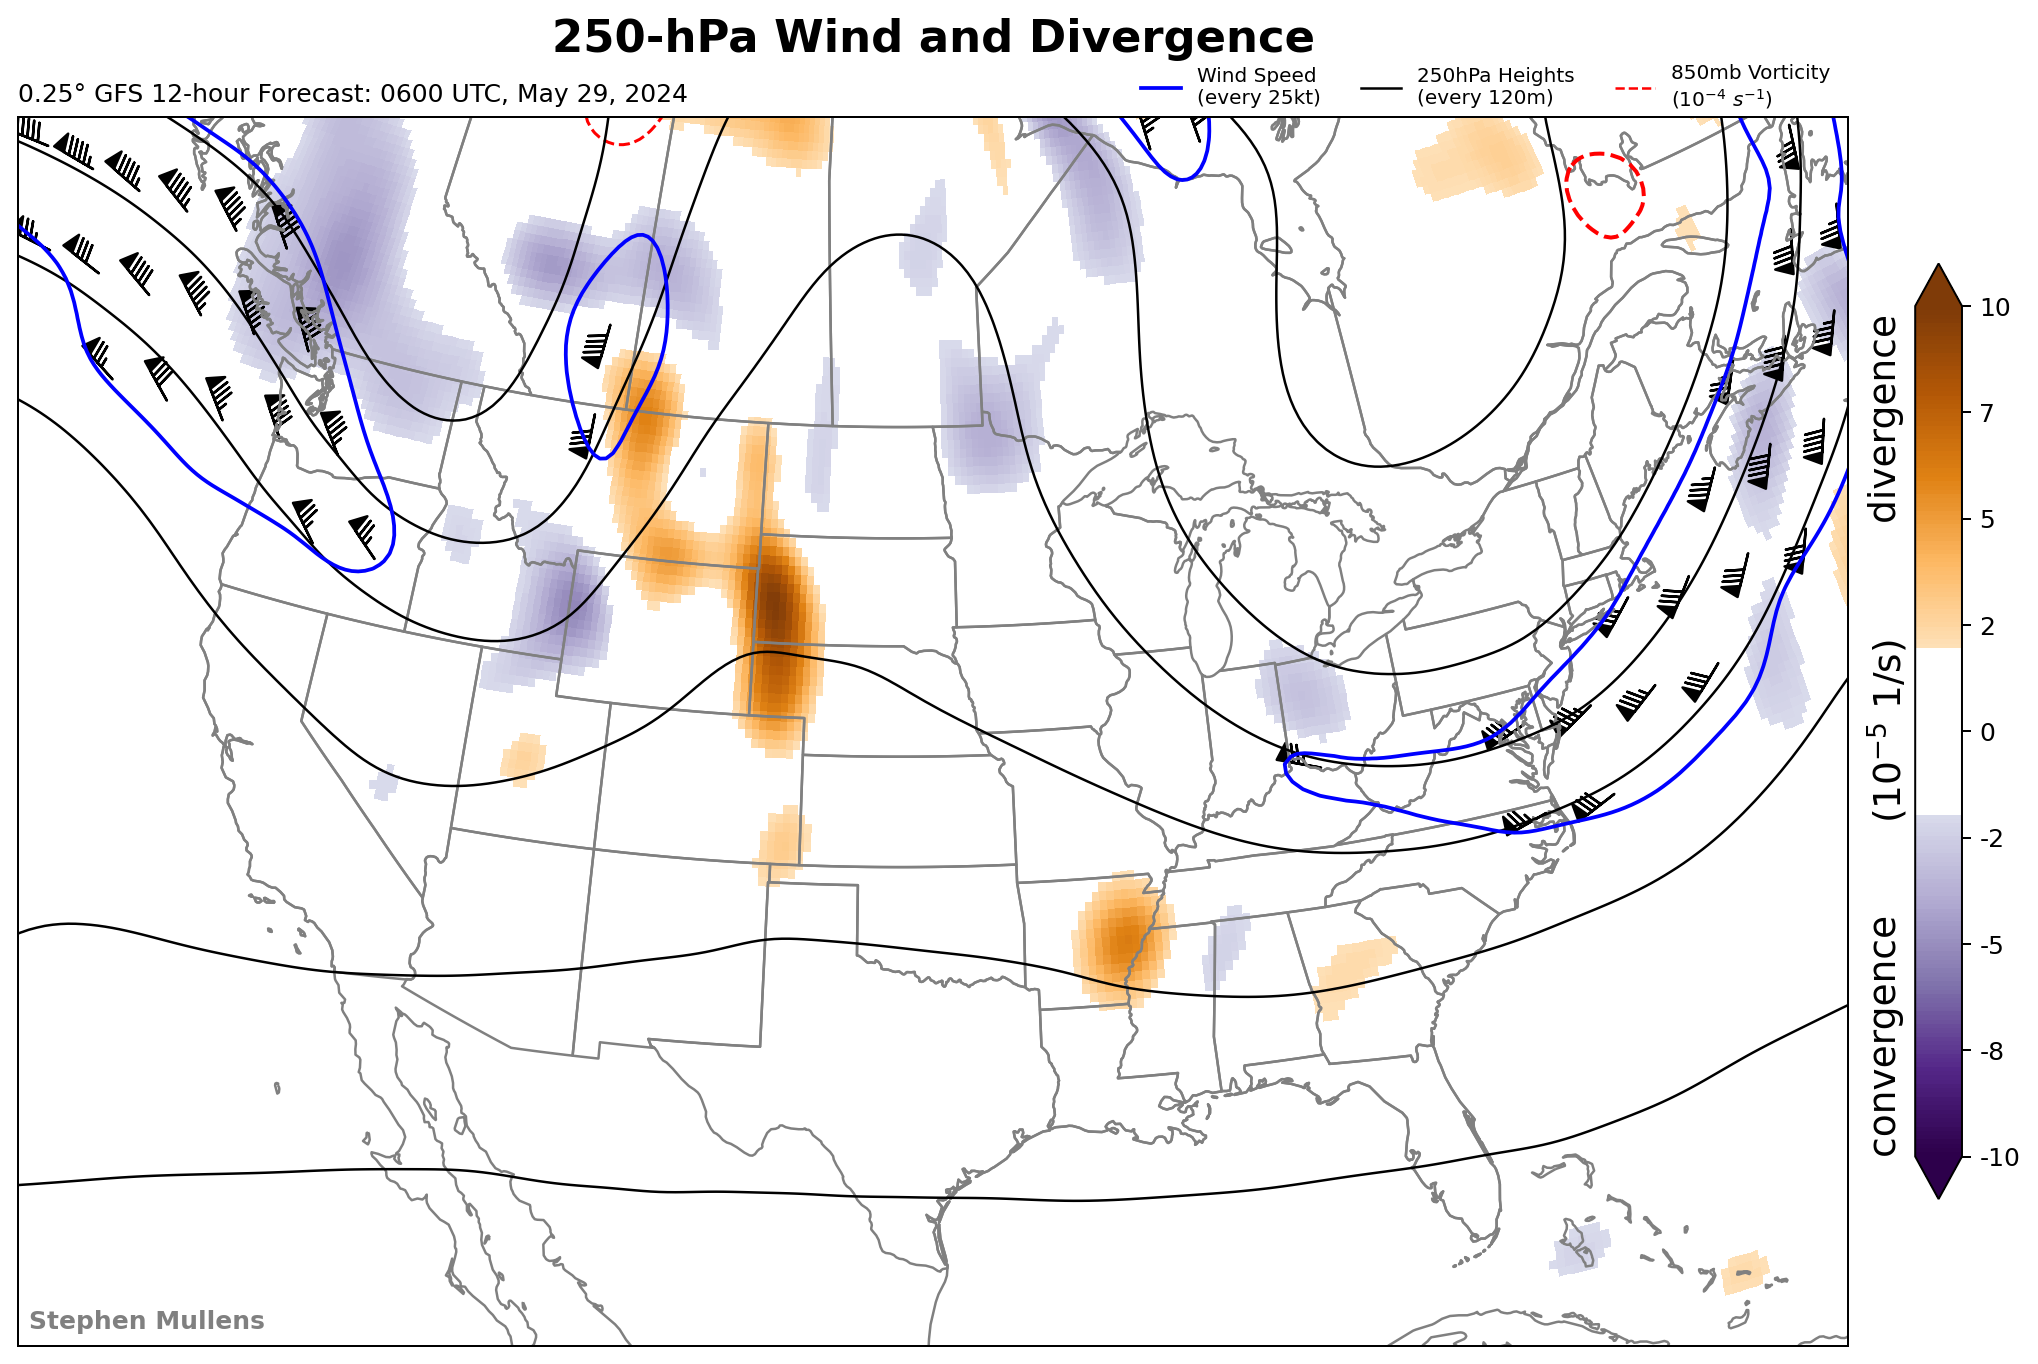 250-hPa Wind and Divergence
0.25° GFS 12-hour Forecast: 0600 UTC, May 29, 2024
Wind Speed
(every 25kt)
250hPa Heights
(every 120m)
850mb Vorticity
(10⁻⁴ s⁻¹)
10
7
5
2
0
-2
-5
-8
-10
convergence (10⁻⁵ 1/s) divergence
Stephen Mullens